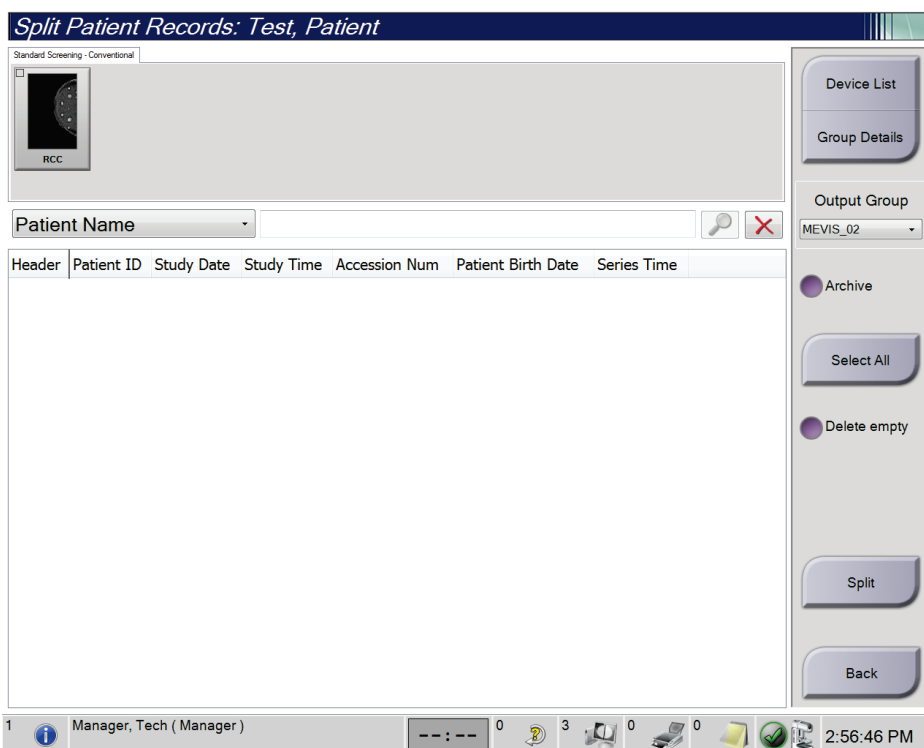 Split Patient Records: Test, Patient
Standard Screening - Conventional
RCC
Device List
Group Details
Output Group
MEVIS_02
Patient Name
Header Patient ID Study Date Study Time Accession Num Patient Birth Date Series Time
Archive
Select All
Delete empty
Split
Back
1 Manager, Tech ( Manager ) --:-- 0 3 0 0 2:56:46 PM